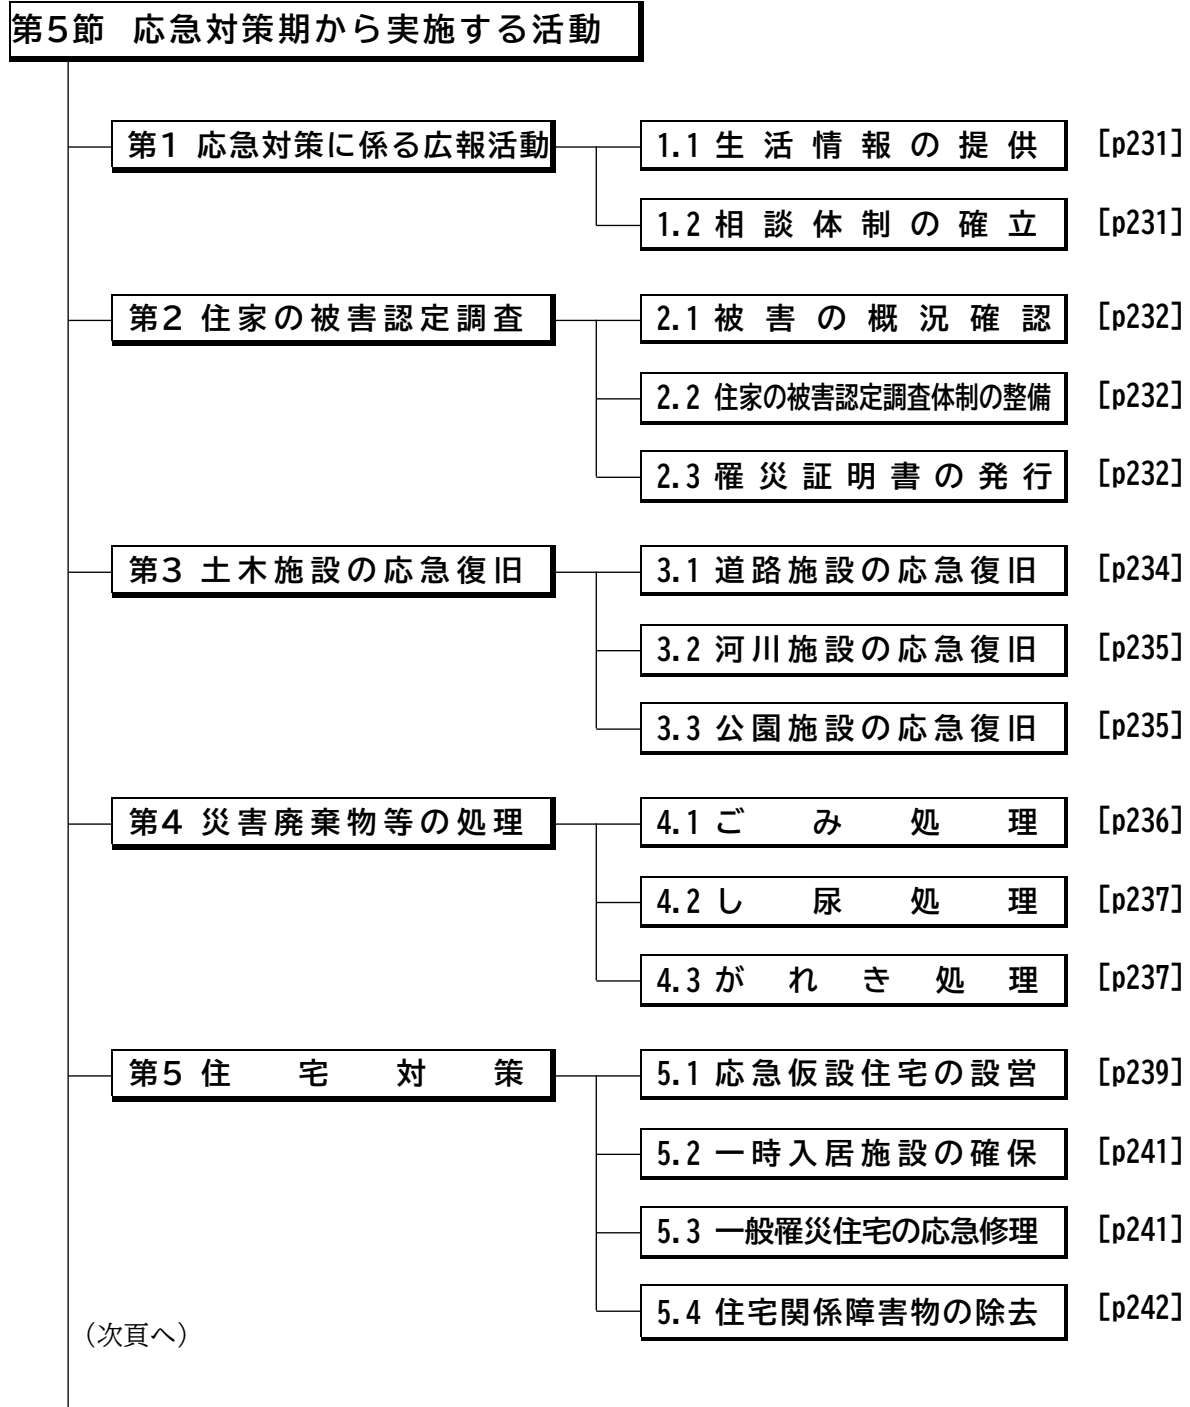 第5節 応急対策期から実施する活動
第1 応急対策に係る広報活動 1.1 生活情報の提供 [p231]
1.2 相談体制の確立 [p231]
第2 住家の被害認定調査 2.1 被害の概況確認 [p232]
2.2 住家の被害認定調査体制の整備 [p232]
2.3 罹災証明書の発行 [p232]
第3 土木施設の応急復旧 3.1 道路施設の応急復旧 [p234]
3.2 河川施設の応急復旧 [p235]
3.3 公園施設の応急復旧 [p235]
第4 災害廃棄物等の処理 4.1 ごみ処理 [p236]
4.2 し尿処理 [p237]
4.3 がれき処理 [p237]
第5 住宅対策 5.1 応急仮設住宅の設営 [p239]
5.2 一時入居施設の確保 [p241]
5.3 一般罹災住宅の応急修理 [p241]
5.4 住宅関係障害物の除去 [p242]
（次頁へ）